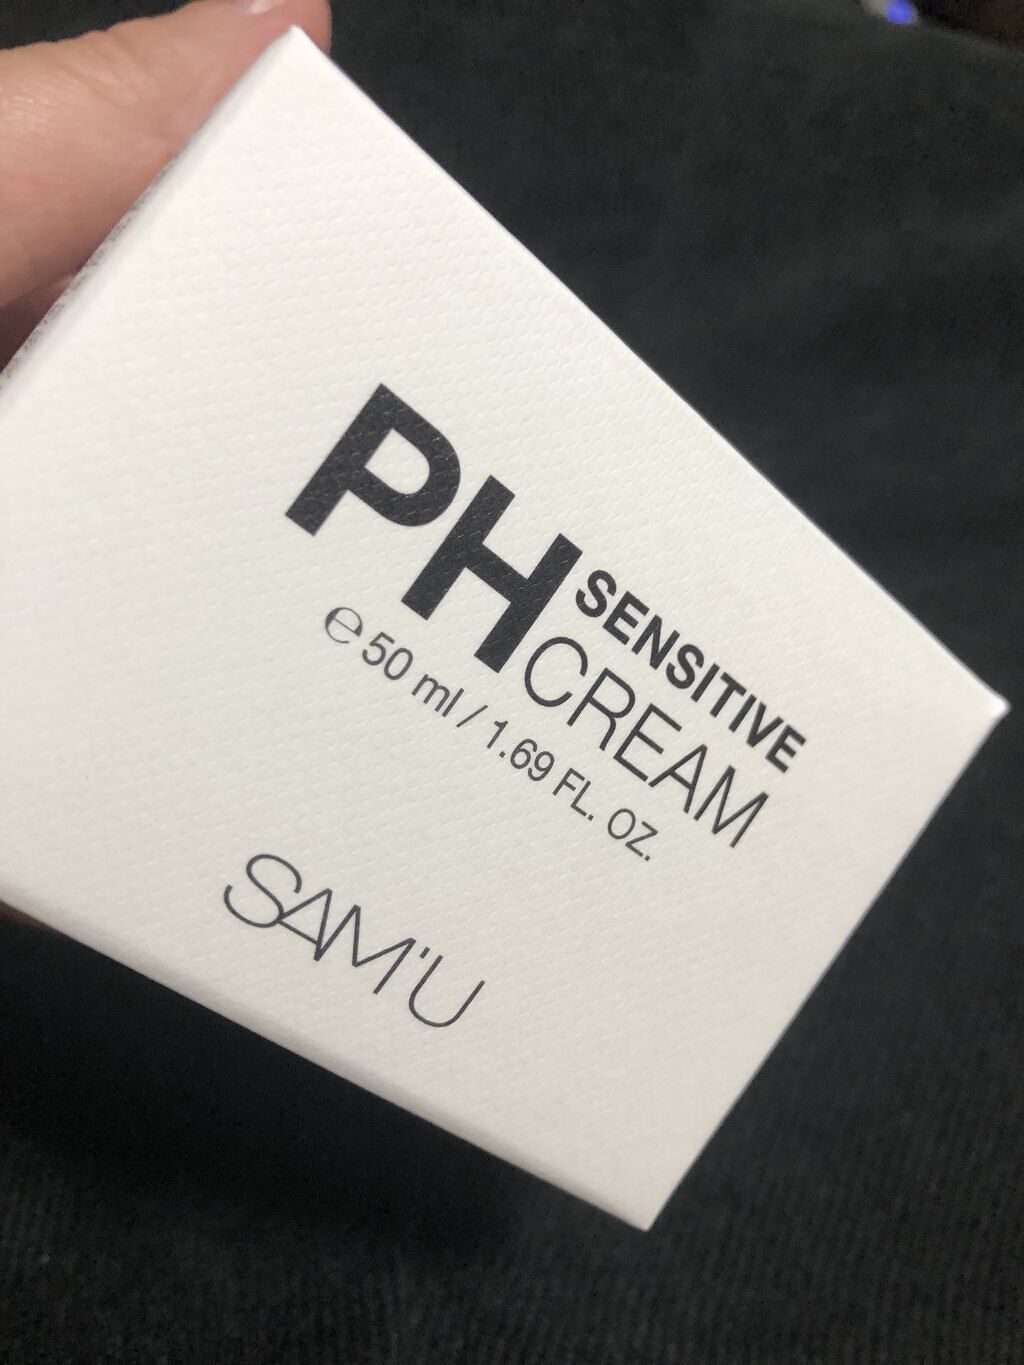 PH SENSITIVE
CREAM
℮ 50 ml / 1.69 FL. OZ.
SAM'U